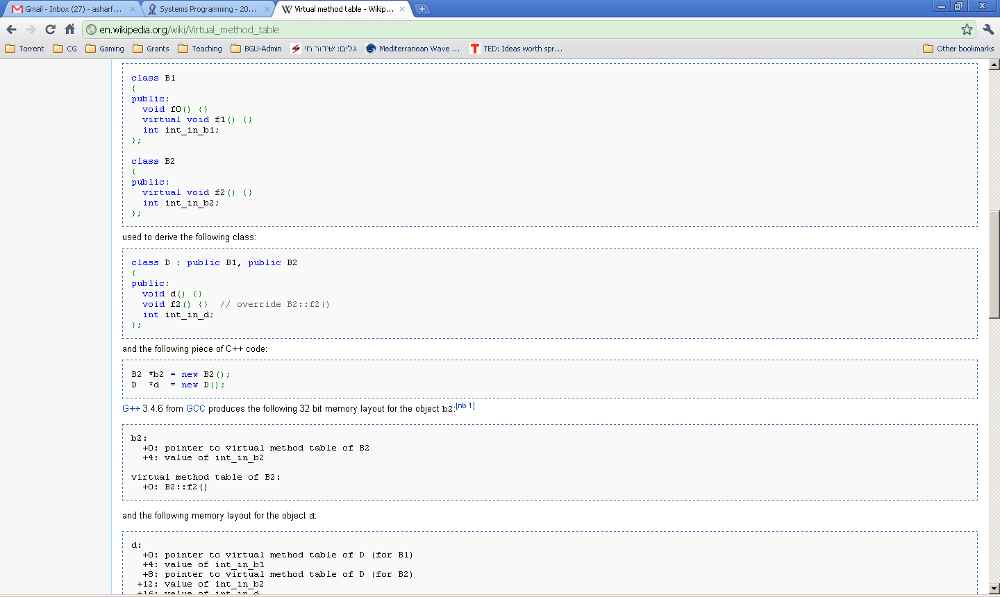 Gmail - Inbox (27) - asharf...
Systems Programming - 20...
Virtual method table - Wikip...
en.wikipedia.org/wiki/Virtual_method_table
Torrent
CG
Gaming
Grants
Teaching
BGU-Admin
גלים: שידור חי
Mediterranean Wave ...
TED: Ideas worth spr...
Other bookmarks
class B1
{
public:
  void f0() {}
  virtual void f1() {}
  int int_in_b1;
};
class B2
{
public:
  virtual void f2() {}
  int int_in_b2;
};
used to derive the following class:
class D : public B1, public B2
{
public:
  void d() {}
  void f2() {}  // override B2::f2()
  int int_in_d;
};
and the following piece of C++ code:
B2 *b2 = new B2();
D  *d  = new D();
G++ 3.4.6 from GCC produces the following 32 bit memory layout for the object b2:[nb 1]
b2:
  +0: pointer to virtual method table of B2
  +4: value of int_in_b2
virtual method table of B2:
  +0: B2::f2()
and the following memory layout for the object d:
d:
  +0: pointer to virtual method table of D (for B1)
  +4: value of int_in_b1
  +8: pointer to virtual method table of D (for B2)
 +12: value of int_in_b2
 +16: value of int_in_d